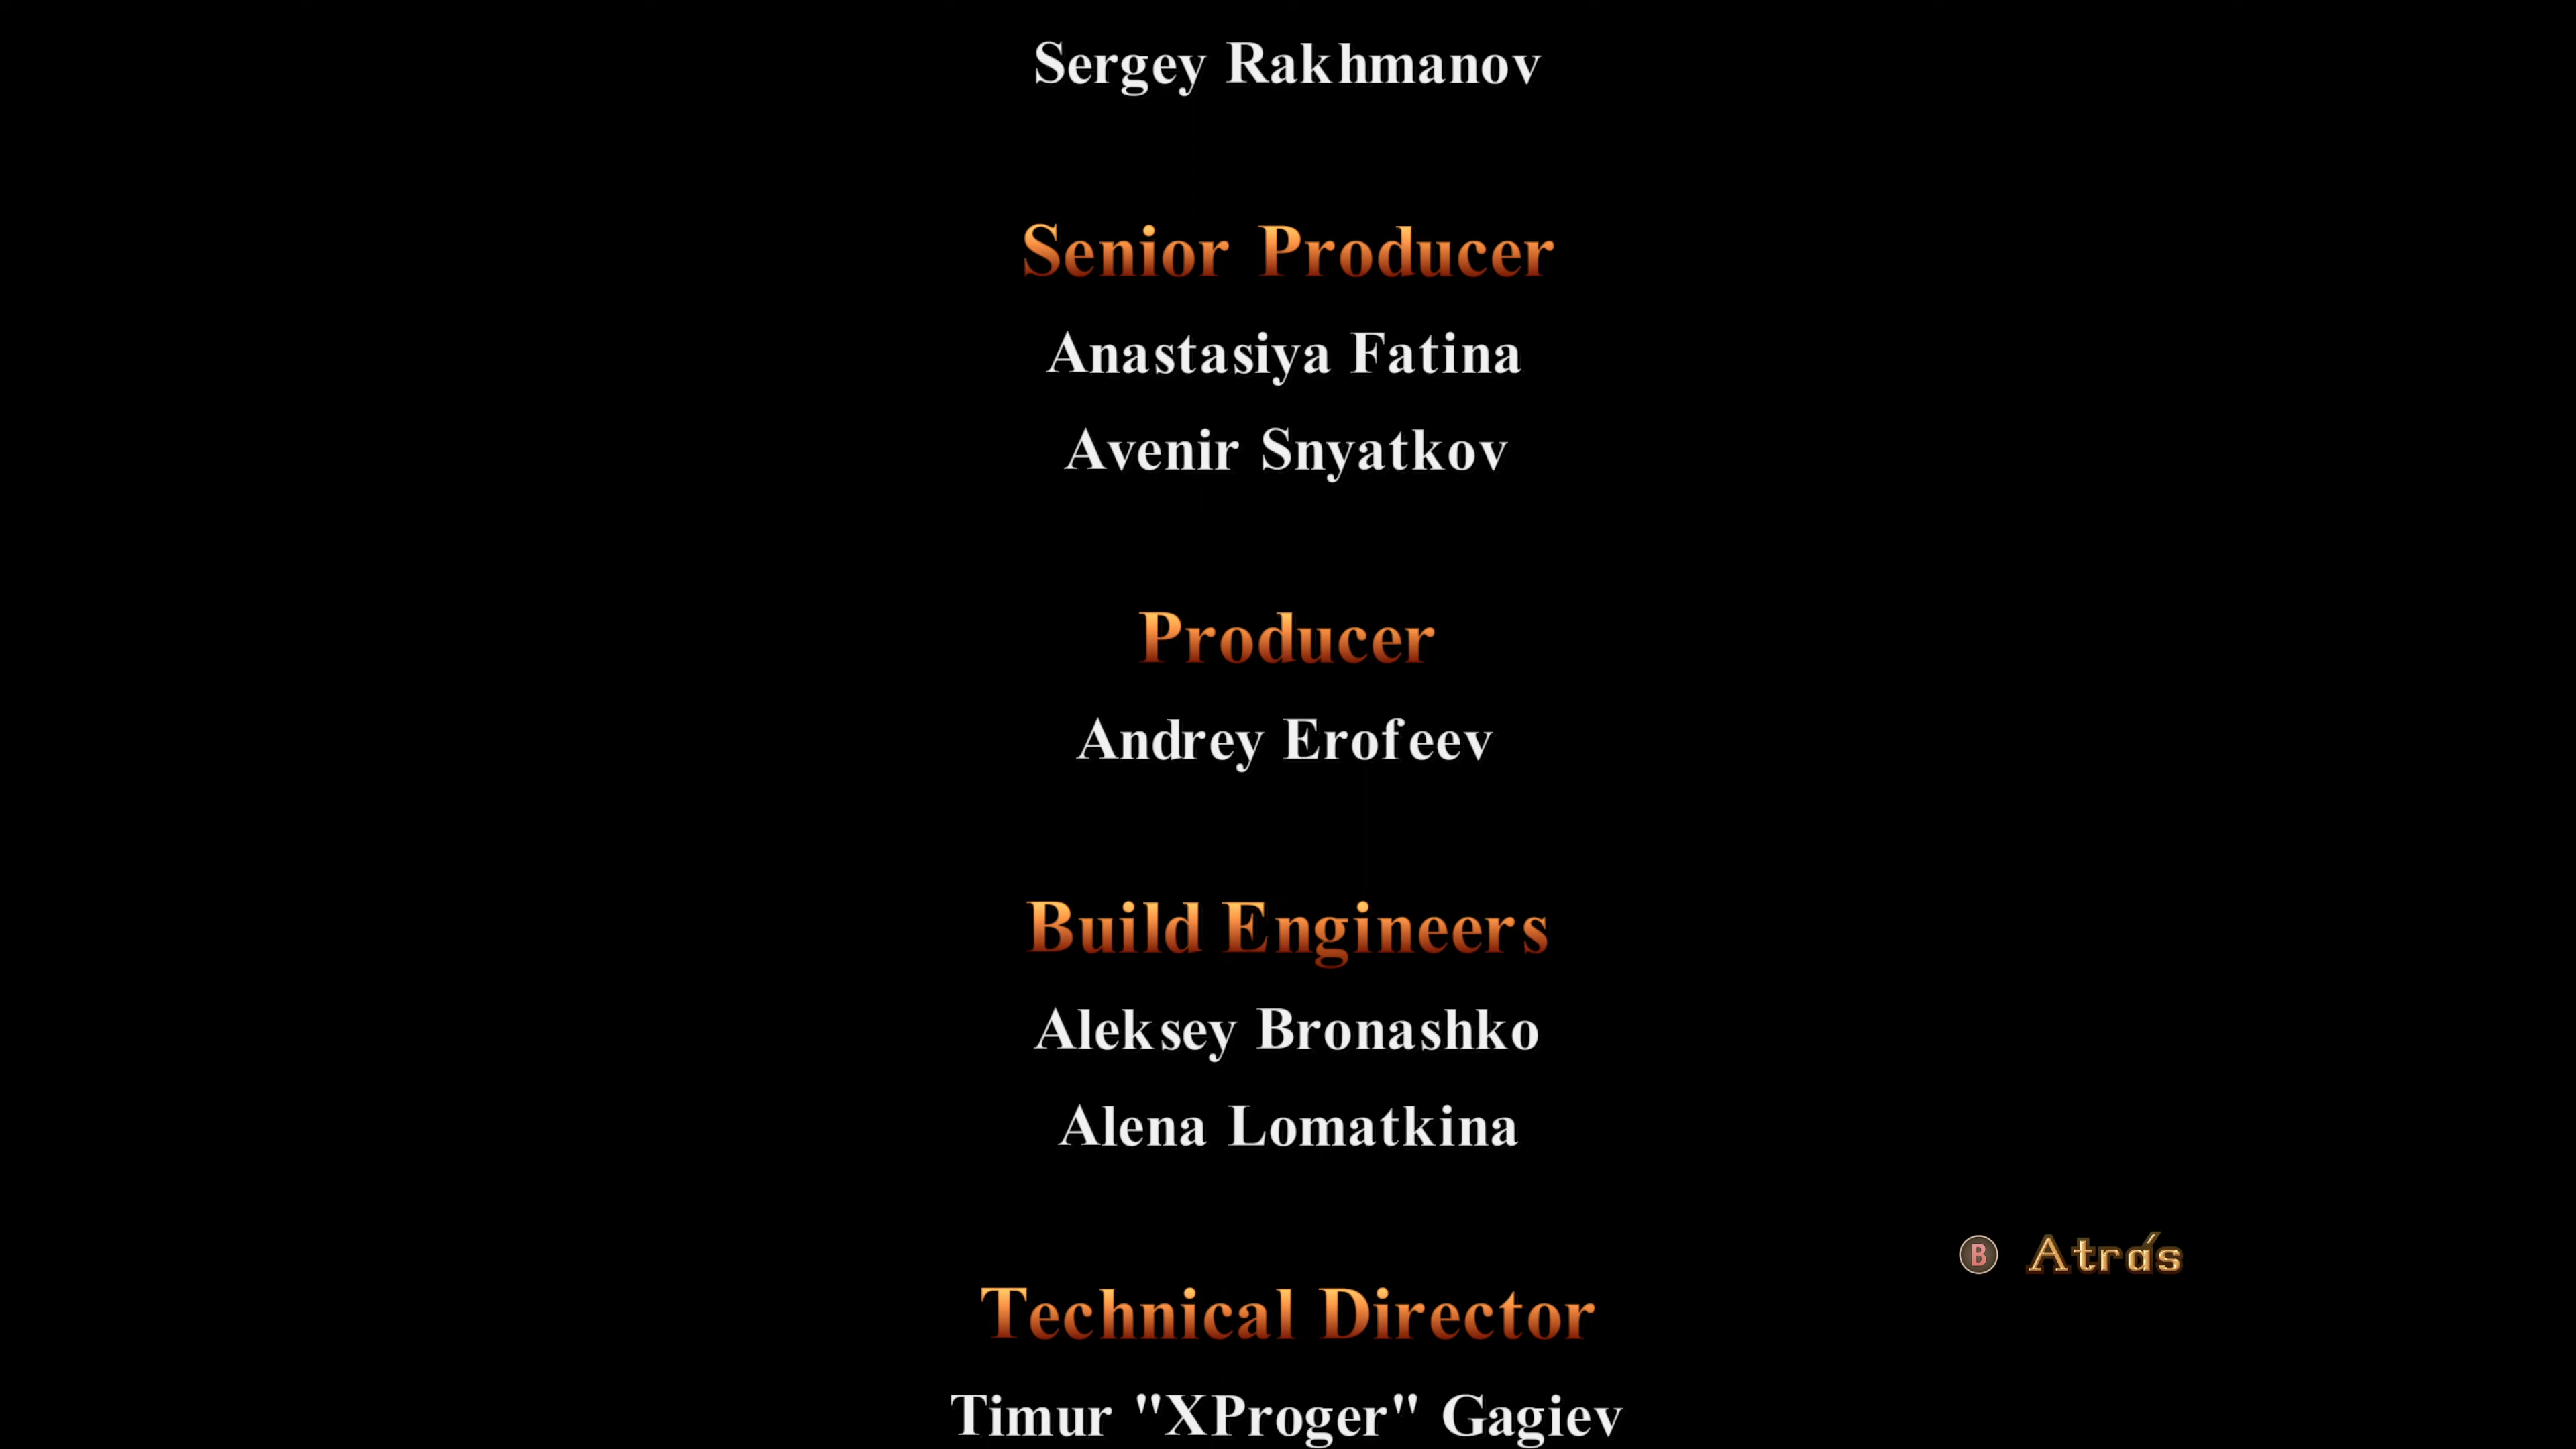 Sergey Rakhmanov
Senior Producer
Anastasiya Fatina
Avenir Snyatkov
Producer
Andrey Erofeev
Build Engineers
Aleksey Bronashko
Alena Lomatkina
B Atrás
Technical Director
Timur "XProger" Gagiev